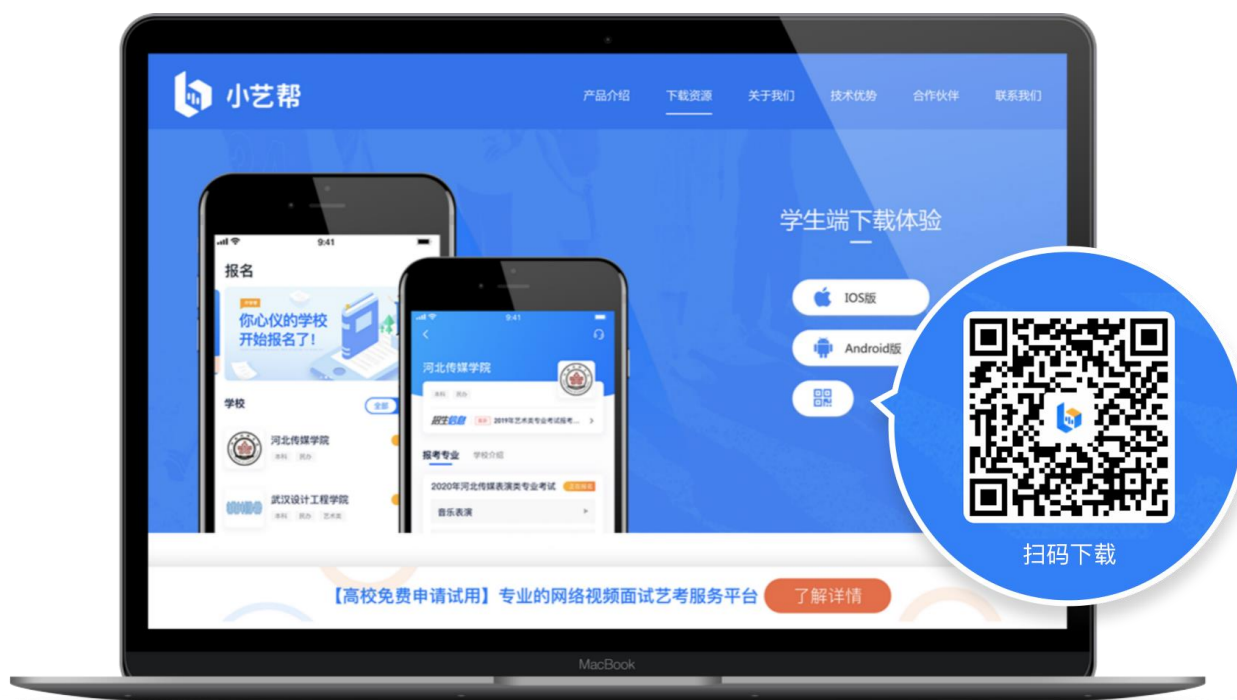 小艺帮
产品介绍 下载资源 关于我们 技术优势 合作伙伴 联系我们
学生端下载体验
IOS版
Android版
扫码下载
9:41
报名
你心仪的学校
开始报名了!
学校
全部
河北传媒学院
本科 民办
武汉设计工程学院
本科 民办 艺术类
9:41
河北传媒学院
本科 民办
招生信息 2019年艺术类专业考试报考...
报考专业 学校介绍
2020年河北传媒表演类专业考试
音乐表演
【高校免费申请试用】专业的网络视频面试艺考服务平台 了解详情
MacBook